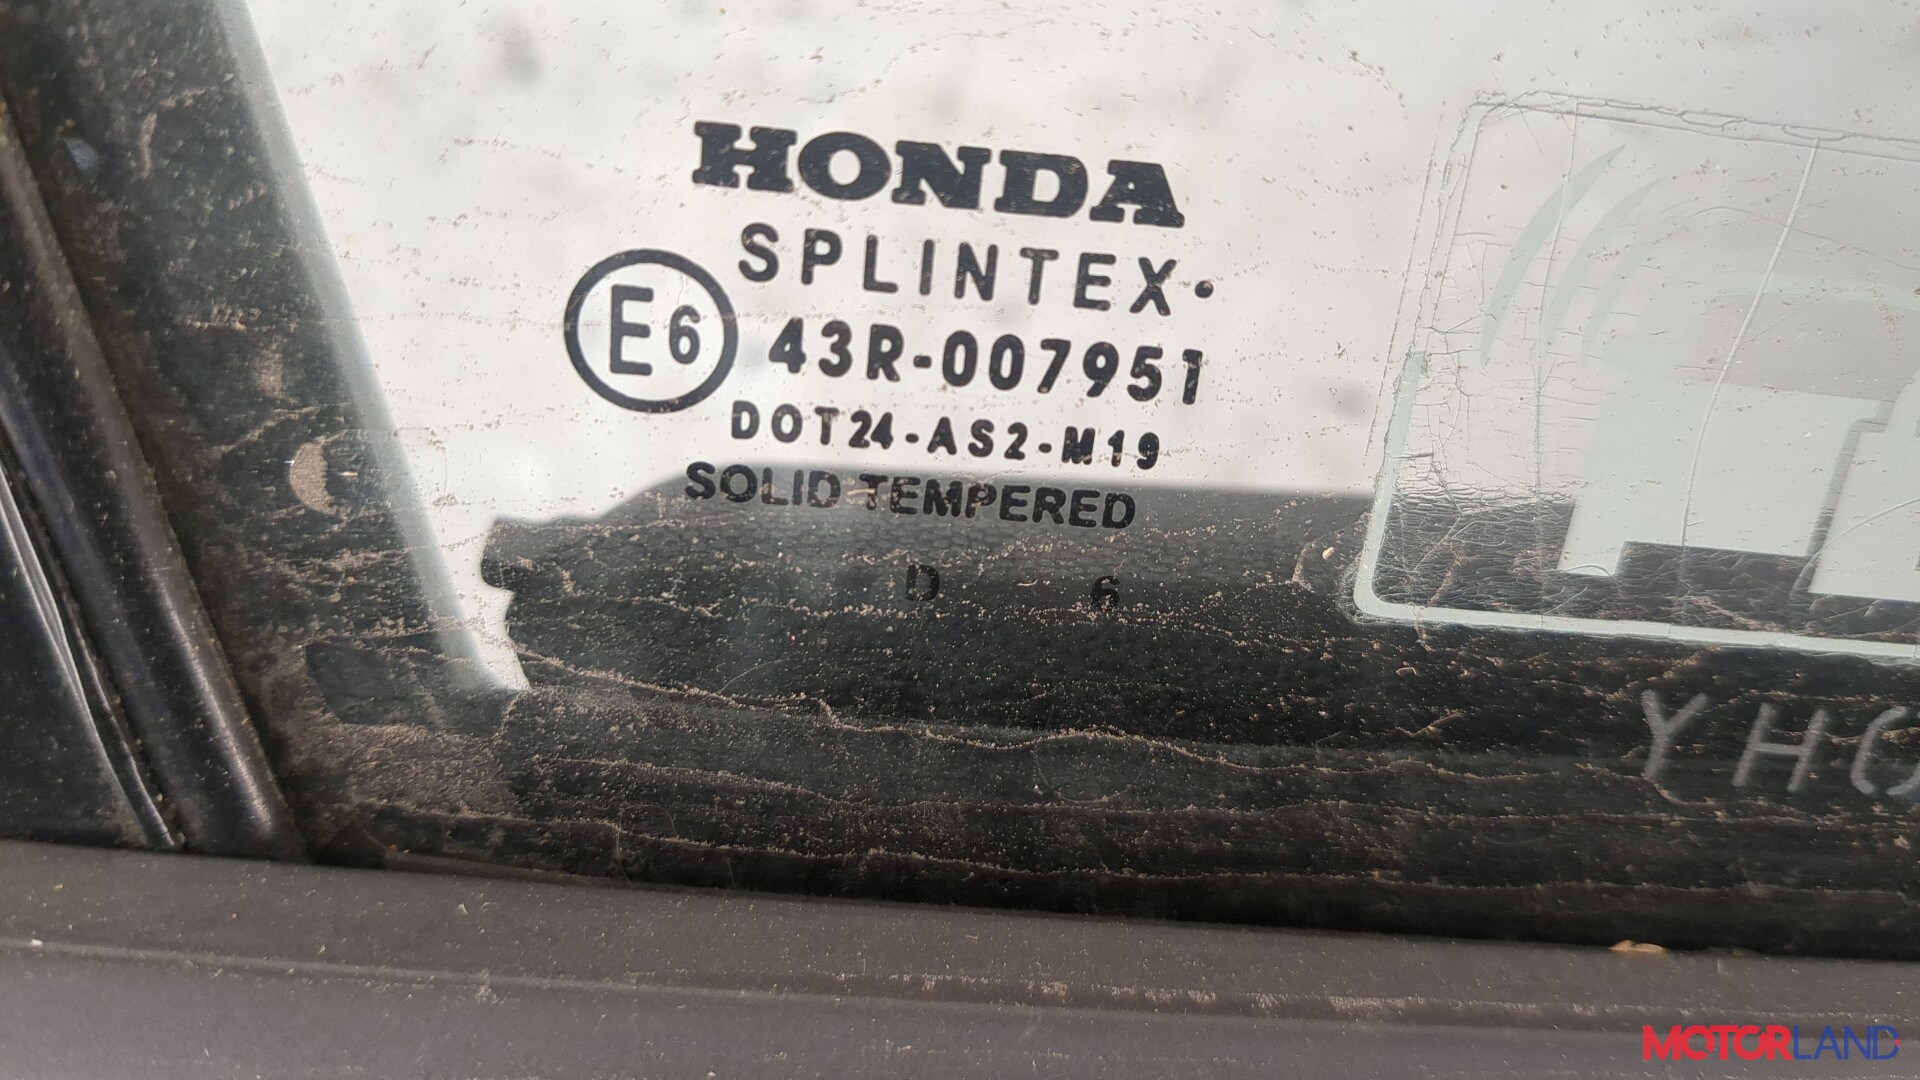 HONDA
SPLINTEX.
E6 43R-007951
DOT24-AS2-M19
SOLID TEMPERED
D 6
MOTORLAND